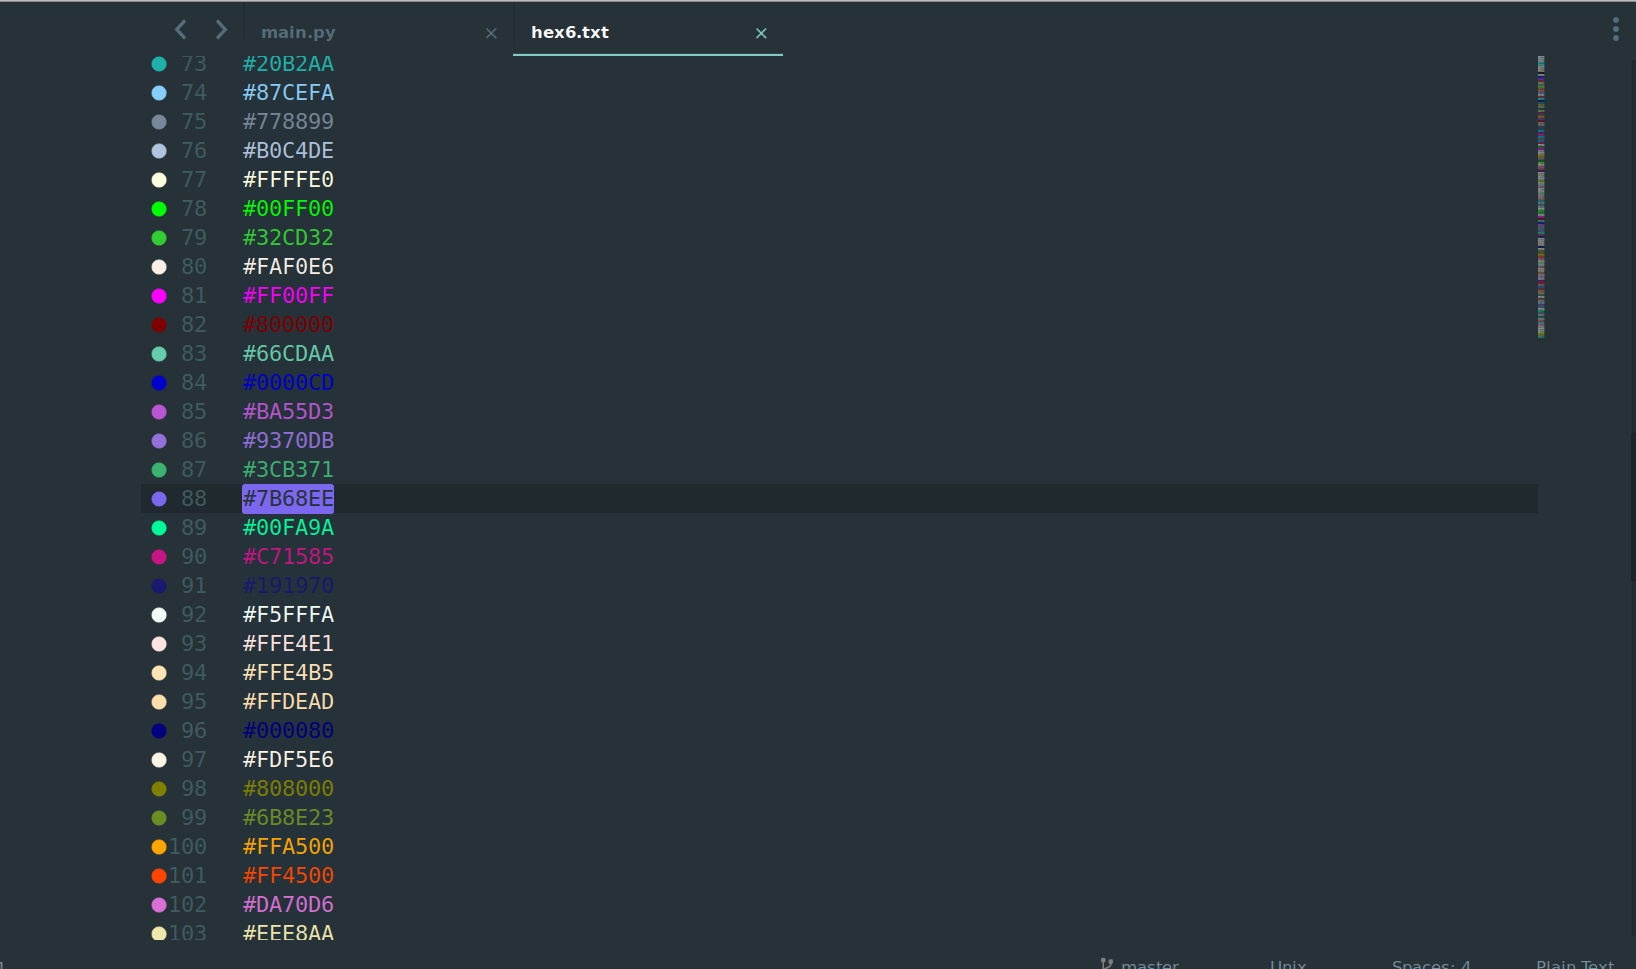 main.py × hex6.txt ×
73 #20B2AA
74 #87CEFA
75 #778899
76 #B0C4DE
77 #FFFFE0
78 #00FF00
79 #32CD32
80 #FAF0E6
81 #FF00FF
82 #800000
83 #66CDAA
84 #0000CD
85 #BA55D3
86 #9370DB
87 #3CB371
88 #7B68EE
89 #00FA9A
90 #C71585
91 #191970
92 #F5FFFA
93 #FFE4E1
94 #FFE4B5
95 #FFDEAD
96 #000080
97 #FDF5E6
98 #808000
99 #6B8E23
100 #FFA500
101 #FF4500
102 #DA70D6
103 #EEE8AA
master Unix Spaces: 4 Plain Text